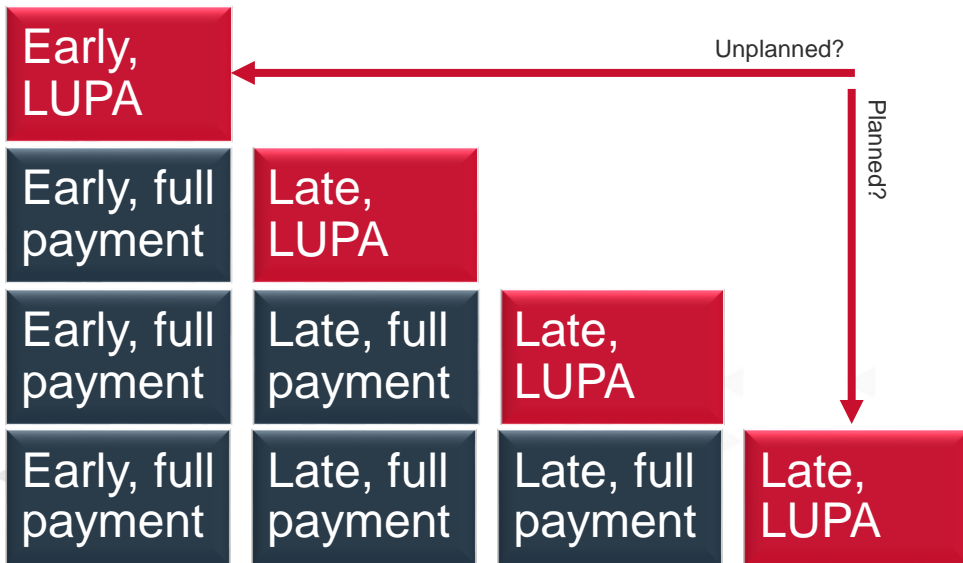 Early,
LUPA
Unplanned?
Planned?
Early, full
payment
Late,
LUPA
Early, full
payment
Late, full
payment
Late,
LUPA
Early, full
payment
Late, full
payment
Late, full
payment
Late,
LUPA